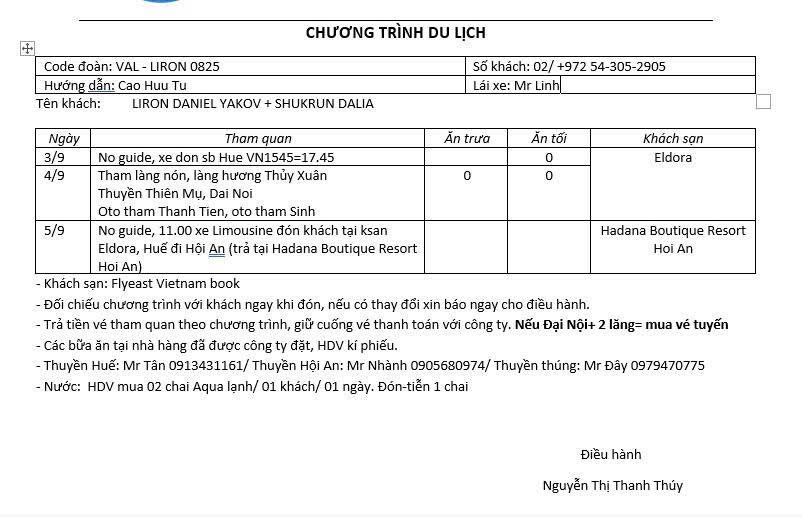 CHƯƠNG TRÌNH DU LỊCH
Code đoàn: VAL - LIRON 0825 Số khách: 02/ +972 54-305-2905
Hướng dẫn: Cao Huu Tu Lái xe: Mr Linh
Tên khách: LIRON DANIEL YAKOV + SHUKRUN DALIA
Ngày Tham quan Ăn trưa Ăn tối Khách sạn
3/9 No guide, xe don sb Hue VN1545=17.45 0 Eldora
4/9 Tham làng nón, làng hương Thủy Xuân 0 0
Thuyền Thiên Mụ, Dai Noi
Oto tham Thanh Tien, oto tham Sinh
5/9 No guide, 11.00 xe Limousine đón khách tại ksan Hadana Boutique Resort
Eldora, Huế đi Hội An (trả tại Hadana Boutique Resort Hoi An
Hoi An)
- Khách sạn: Flyeast Vietnam book
- Đối chiếu chương trình với khách ngay khi đón, nếu có thay đổi xin báo ngay cho điều hành.
- Trả tiền vé tham quan theo chương trình, giữ cuống vé thanh toán với công ty. Nếu Đại Nội+ 2 lăng= mua vé tuyến
- Các bữa ăn tại nhà hàng đã được công ty đặt, HDV kí phiếu.
- Thuyền Huế: Mr Tân 0913431161/ Thuyền Hội An: Mr Nhành 0905680974/ Thuyền thúng: Mr Đây 0979470775
- Nước: HDV mua 02 chai Aqua lạnh/ 01 khách/ 01 ngày. Đón-tiễn 1 chai
Điều hành
Nguyễn Thị Thanh Thúy